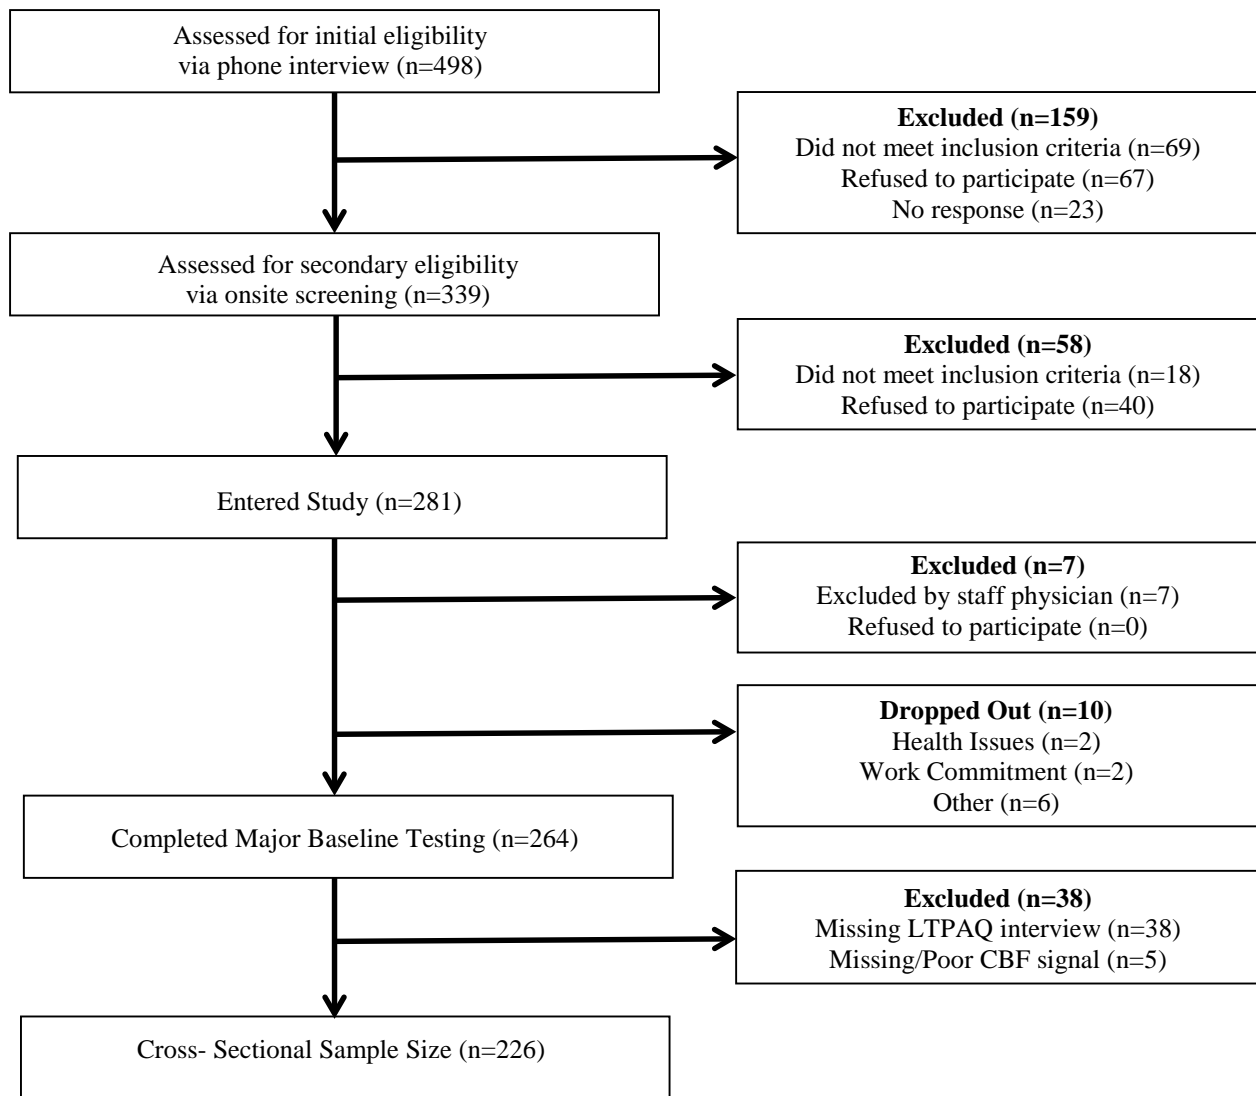 Assessed for initial eligibility
via phone interview (n=498)
Excluded (n=159)
Did not meet inclusion criteria (n=69)
Refused to participate (n=67)
No response (n=23)
Assessed for secondary eligibility
via onsite screening (n=339)
Excluded (n=58)
Did not meet inclusion criteria (n=18)
Refused to participate (n=40)
Entered Study (n=281)
Excluded (n=7)
Excluded by staff physician (n=7)
Refused to participate (n=0)
Dropped Out (n=10)
Health Issues (n=2)
Work Commitment (n=2)
Other (n=6)
Completed Major Baseline Testing (n=264)
Excluded (n=38)
Missing LTPAQ interview (n=38)
Missing/Poor CBF signal (n=5)
Cross- Sectional Sample Size (n=226)